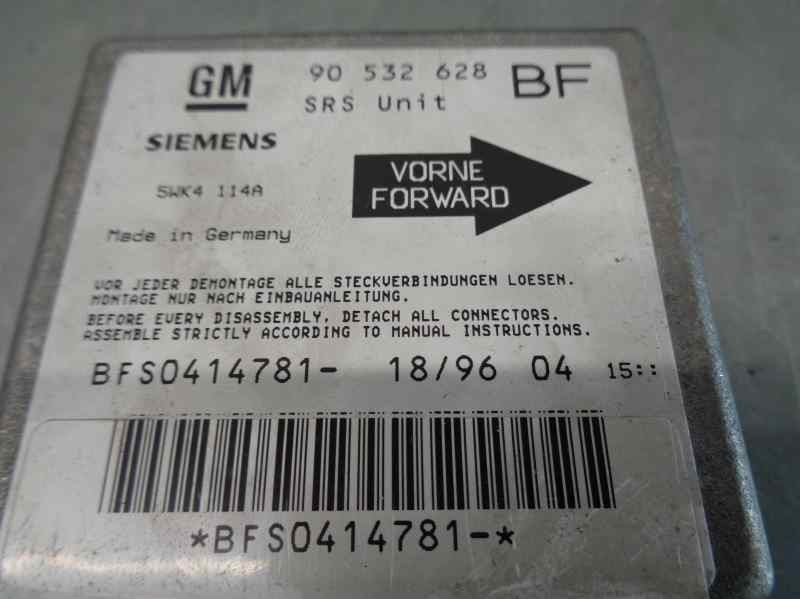 GM 90 532 628 BF
SRS Unit
SIEMENS
VORNE
FORWARD
5WK4 114A
Made in Germany
VOR JEDER DEMONTAGE ALLE STECKVERBINDUNGEN LOESEN.
MONTAGE NUR NACH EINBAUANLEITUNG.
BEFORE EVERY DISASSEMBLY, DETACH ALL CONNECTORS.
ASSEMBLE STRICTLY ACCORDING TO MANUAL INSTRUCTIONS.
BFS0414781- 18/96 04 15::
*BFS0414781-*